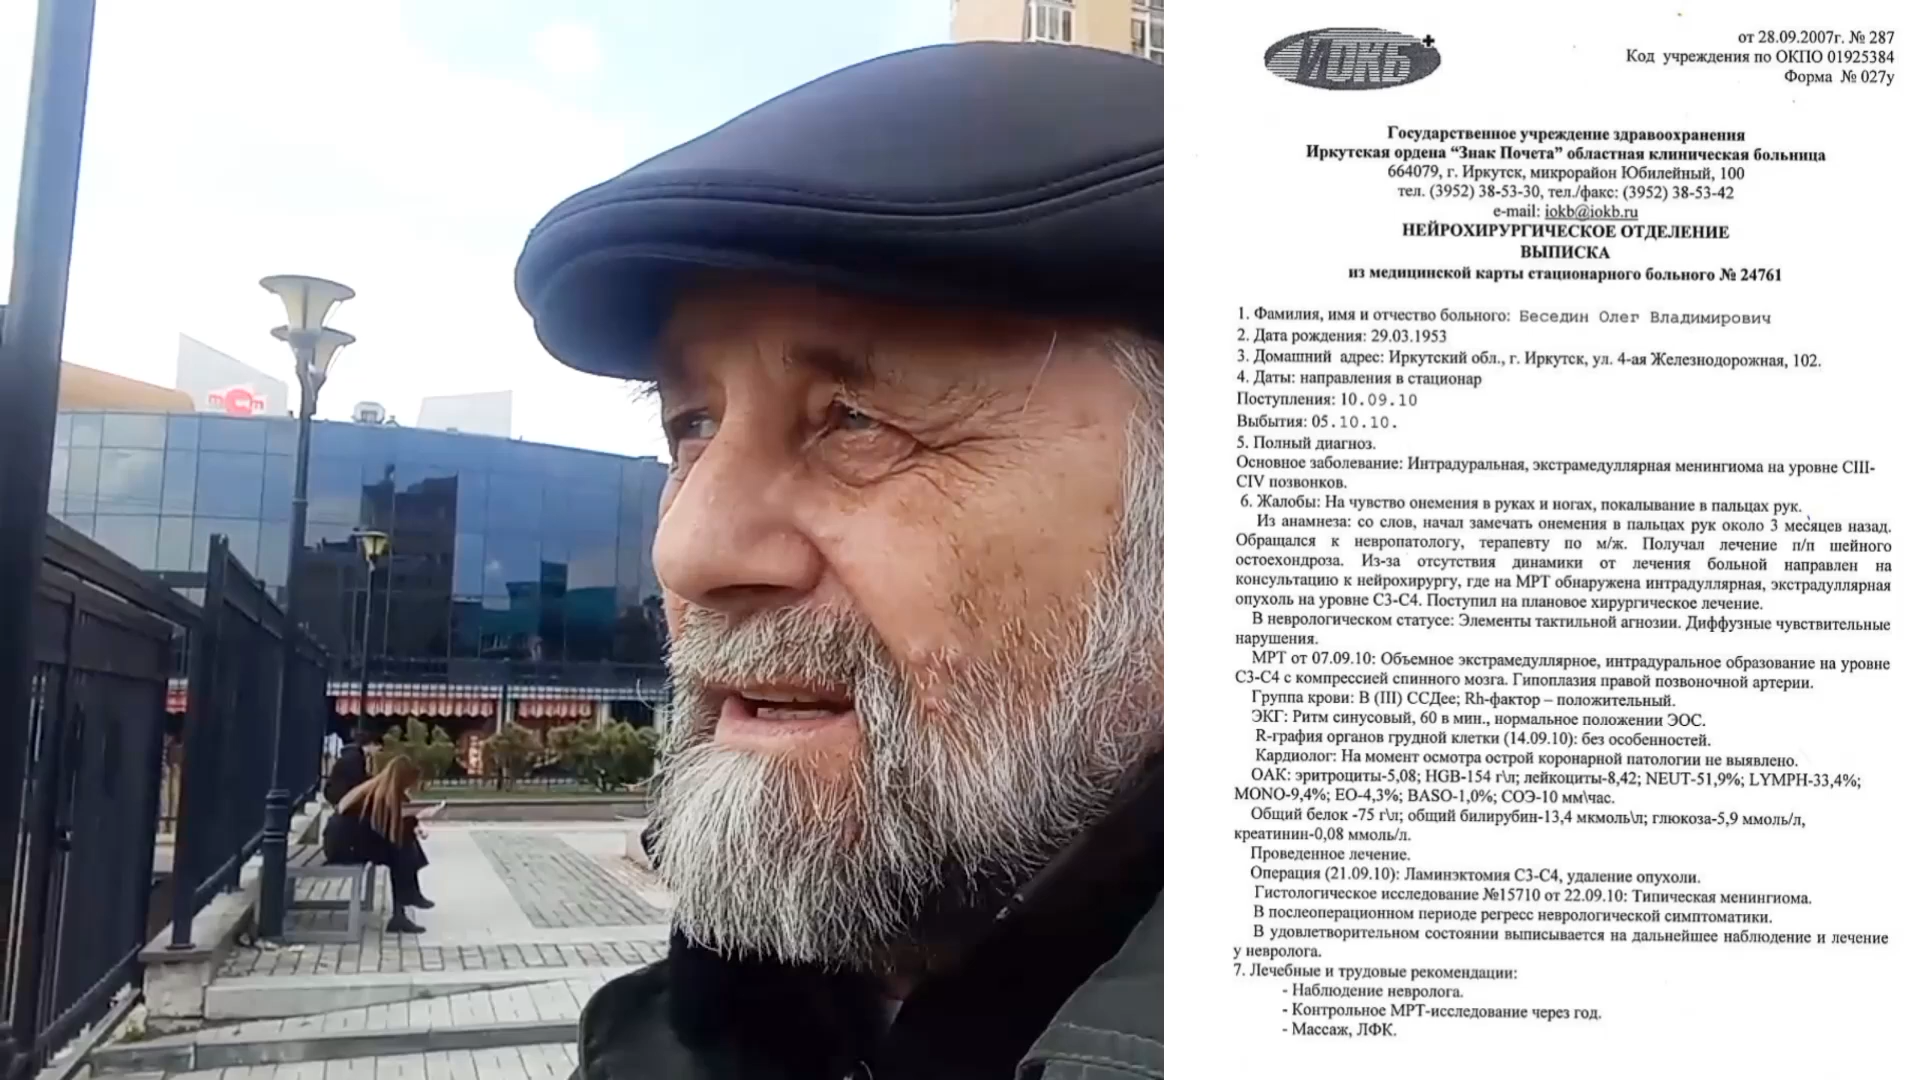 ИОКБ
от 28.09.2007г. № 287
Код учреждения по ОКПО 01925384
Форма № 027у
Государственное учреждение здравоохранения
Иркутская ордена “Знак Почета” областная клиническая больница
664079, г. Иркутск, микрорайон Юбилейный, 100
тел. (3952) 38-53-30, тел./факс: (3952) 38-53-42
e-mail: iokb@iokb.ru
НЕЙРОХИРУРГИЧЕСКОЕ ОТДЕЛЕНИЕ
ВЫПИСКА
из медицинской карты стационарного больного № 24761
1. Фамилия, имя и отчество больного: Беседин Олег Владимирович
2. Дата рождения: 29.03.1953
3. Домашний адрес: Иркутский обл., г. Иркутск, ул. 4-ая Железнодорожная, 102.
4. Даты: направления в стационар
Поступления: 10.09.10
Выбытия: 05.10.10.
5. Полный диагноз.
Основное заболевание: Интрадуральная, экстрамедуллярная менингиома на уровне CIII-
CIV позвонков.
6. Жалобы: На чувство онемения в руках и ногах, покалывание в пальцах рук.
Из анамнеза: со слов, начал замечать онемения в пальцах рук около 3 месяцев назад.
Обращался к невропатологу, терапевту по м/ж. Получал лечение п/п шейного
остоехондроза. Из-за отсутствия динамики от лечения больной направлен на
консультацию к нейрохирургу, где на МРТ обнаружена интрадуллярная, экстрадуллярная
опухоль на уровне С3-С4. Поступил на плановое хирургическое лечение.
В неврологическом статусе: Элементы тактильной агнозии. Диффузные чувствительные
нарушения.
МРТ от 07.09.10: Объемное экстрамедуллярное, интрадуральное образование на уровне
С3-С4 с компрессией спинного мозга. Гипоплазия правой позвоночной артерии.
Группа крови: В (III) ССДее; Rh-фактор – положительный.
ЭКГ: Ритм синусовый, 60 в мин., нормальное положении ЭОС.
R-графия органов грудной клетки (14.09.10): без особенностей.
Кардиолог: На момент осмотра острой коронарной патологии не выявлено.
ОАК: эритроциты-5,08; HGB-154 г\л; лейкоциты-8,42; NEUT-51,9%; LYMPH-33,4%;
MONO-9,4%; EO-4,3%; BASO-1,0%; СОЭ-10 мм\час.
Общий белок -75 г\л; общий билирубин-13,4 мкмоль\л; глюкоза-5,9 ммоль/л,
креатинин-0,08 ммоль/л.
Проведенное лечение.
Операция (21.09.10): Ламинэктомия С3-С4, удаление опухоли.
Гистологическое исследование №15710 от 22.09.10: Типическая менингиома.
В послеоперационном периоде регресс неврологической симптоматики.
В удовлетворительном состоянии выписывается на дальнейшее наблюдение и лечение
у невролога.
7. Лечебные и трудовые рекомендации:
- Наблюдение невролога.
- Контрольное МРТ-исследование через год.
- Массаж, ЛФК.